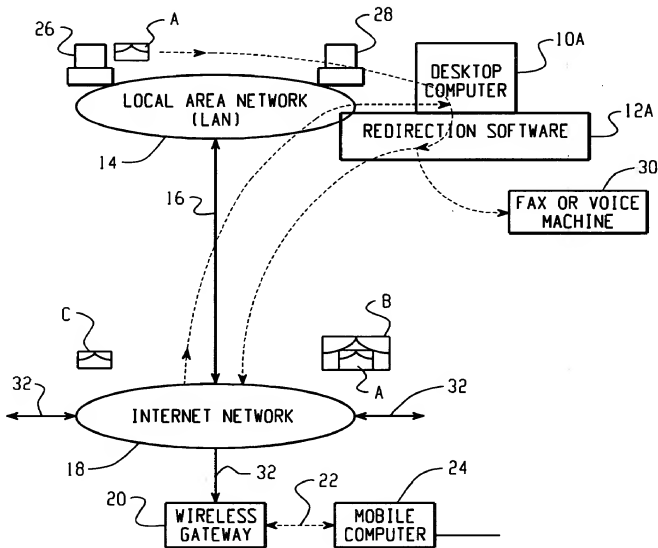 26
A
28
10A
DESKTOP
COMPUTER
LOCAL AREA NETWORK
(LAN)
12A
REDIRECTION SOFTWARE
14
30
16
FAX OR VOICE
MACHINE
C
B
A
32
32
INTERNET NETWORK
18
32
20
22
24
WIRELESS
GATEWAY
MOBILE
COMPUTER